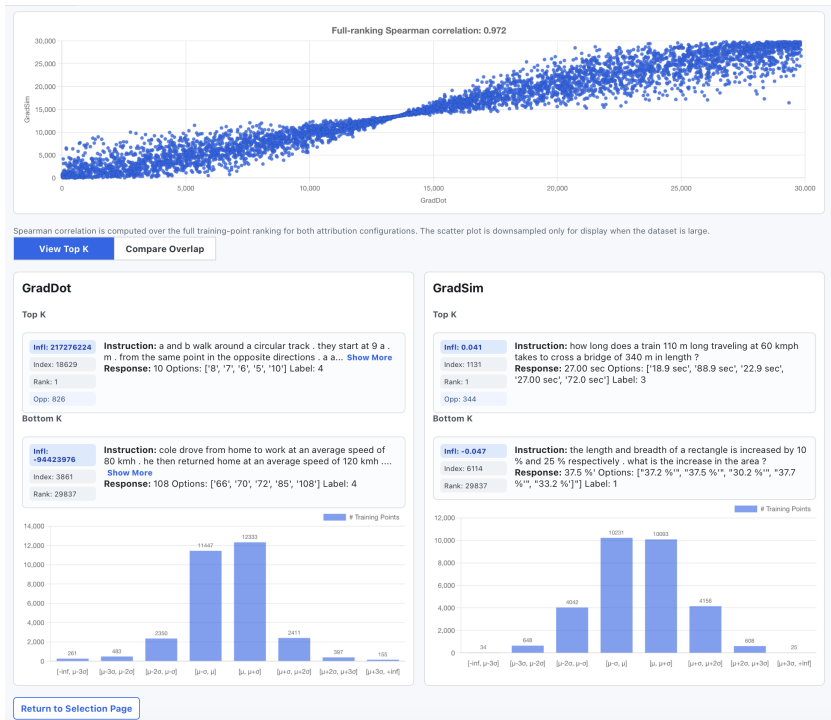 Full-ranking Spearman correlation: 0.972
30,000
25,000
20,000
15,000
10,000
5,000
0
GradSim
0
5,000
10,000
15,000
20,000
25,000
30,000
GradDot
Spearman correlation is computed over the full training-point ranking for both attribution configurations. The scatter plot is downsampled only for display when the dataset is large.
View Top K
Compare Overlap
GradDot
Top K
Infl: 217276224
Index: 18629
Rank: 1
Opp: 826
Instruction: a and b walk around a circular track . they start at 9 a .
m . from the same point in the opposite directions . a a... Show More
Response: 10 Options: ['8', '7', '6', '5', '10'] Label: 4
Bottom K
Infl:
-94423976
Index: 3861
Rank: 29837
Instruction: cole drove from home to work at an average speed of
80 kmh . he then returned home at an average speed of 120 kmh ....
Show More
Response: 108 Options: ['66', '70', '72', '85', '108'] Label: 4
# Training Points
14,000
12,000
10,000
8,000
6,000
4,000
2,000
0
261
483
2350
11447
12333
2411
397
155
[-inf, μ-3σ]
[μ-3σ, μ-2σ]
[μ-2σ, μ-σ]
[μ-σ, μ]
[μ, μ+σ]
[μ+σ, μ+2σ]
[μ+2σ, μ+3σ]
[μ+3σ, +inf]
GradSim
Top K
Infl: 0.041
Index: 1131
Rank: 1
Opp: 344
Instruction: how long does a train 110 m long traveling at 60 kmph
takes to cross a bridge of 340 m in length ?
Response: 27.00 sec Options: ['18.9 sec', '88.9 sec', '22.9 sec',
'27.00 sec', '72.0 sec'] Label: 3
Bottom K
Infl: -0.047
Index: 6114
Rank: 29837
Instruction: the length and breadth of a rectangle is increased by 10
% and 25 % respectively . what is the increase in the area ?
Response: 37.5 %' Options: ["37.2 %'", "37.5 %'", "30.2 %'", "37.7
%'", "33.2 %']"] Label: 1
# Training Points
12,000
10,000
8,000
6,000
4,000
2,000
0
34
648
4042
10231
10093
4156
608
25
[-inf, μ-3σ]
[μ-3σ, μ-2σ]
[μ-2σ, μ-σ]
[μ-σ, μ]
[μ, μ+σ]
[μ+σ, μ+2σ]
[μ+2σ, μ+3σ]
[μ+3σ, +inf]
Return to Selection Page